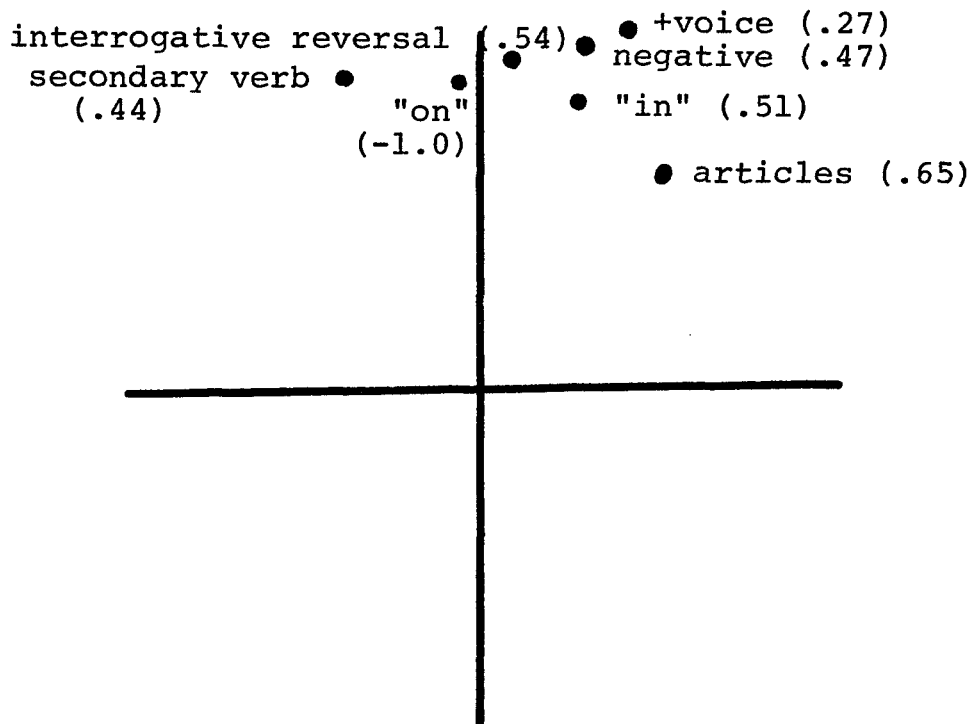 interrogative reversal (.54)
+voice (.27)
negative (.47)
secondary verb
(.44)
"on"
(-1.0)
"in" (.51)
articles (.65)